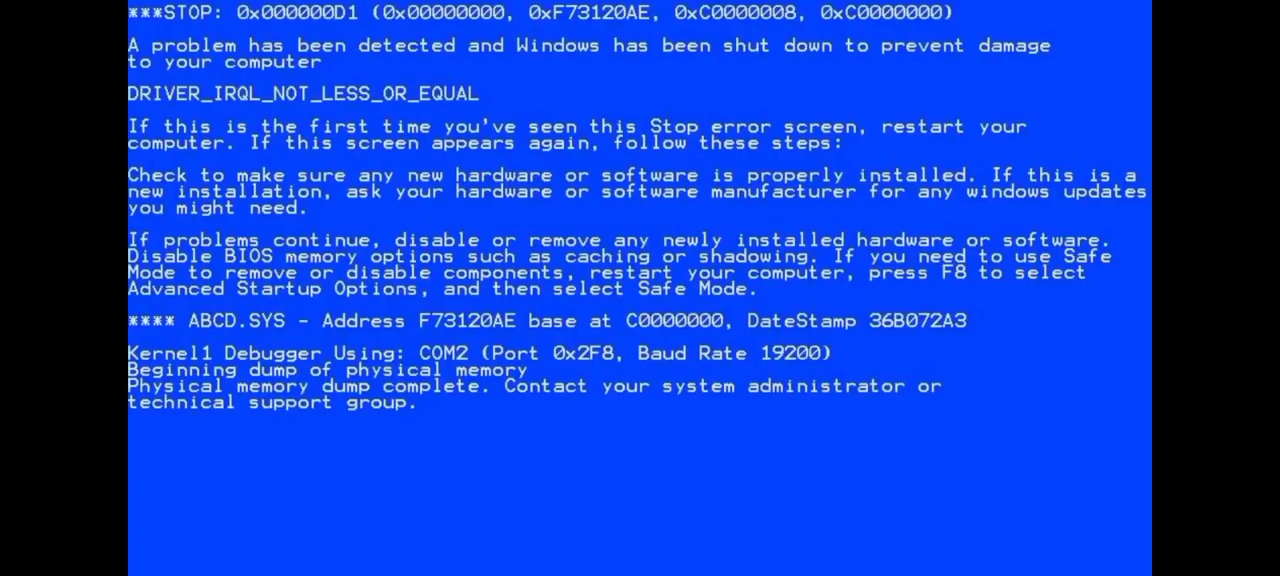 ***STOP: 0x000000D1 (0x00000000, 0xF73120AE, 0xC0000008, 0xC0000000)
A problem has been detected and Windows has been shut down to prevent damage
to your computer
DRIVER_IRQL_NOT_LESS_OR_EQUAL
If this is the first time you've seen this Stop error screen, restart your
computer. If this screen appears again, follow these steps:
Check to make sure any new hardware or software is properly installed. If this is a
new installation, ask your hardware or software manufacturer for any windows updates
you might need.
If problems continue, disable or remove any newly installed hardware or software.
Disable BIOS memory options such as caching or shadowing. If you need to use Safe
Mode to remove or disable components, restart your computer, press F8 to select
Advanced Startup Options, and then select Safe Mode.
**** ABCD.SYS - Address F73120AE base at C0000000, DateStamp 36B072A3
Kernel1 Debugger Using: COM2 (Port 0x2F8, Baud Rate 19200)
Beginning dump of physical memory
Physical memory dump complete. Contact your system administrator or
technical support group.